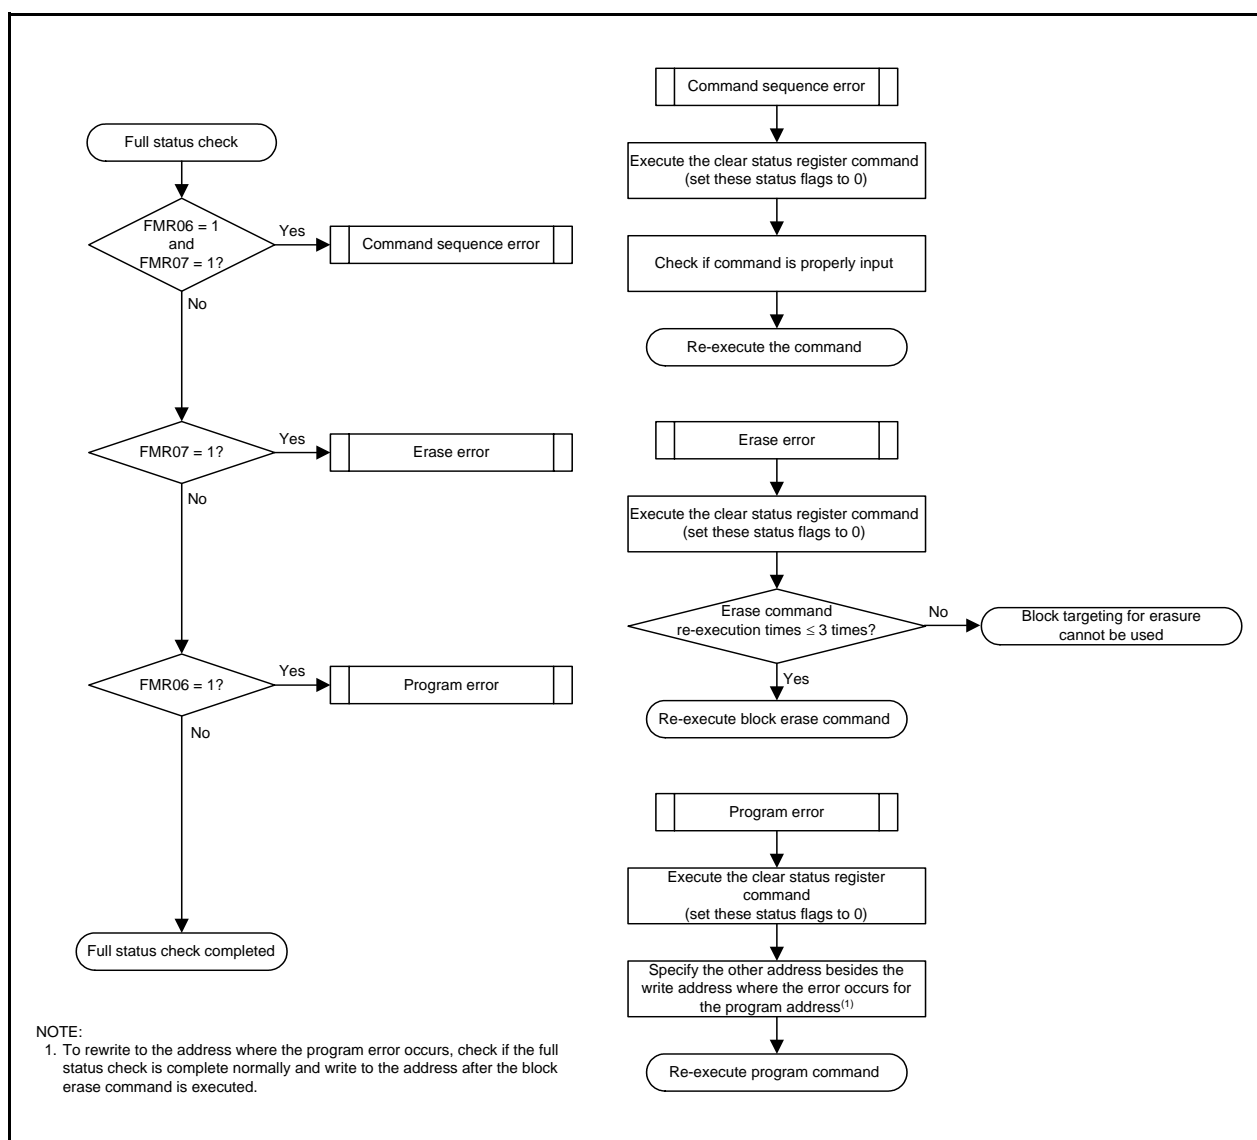 Full status check
FMR06 = 1
and
FMR07 = 1?
Yes
Command sequence error
No
FMR07 = 1?
Yes
Erase error
No
FMR06 = 1?
Yes
Program error
No
Full status check completed
Command sequence error
Execute the clear status register command
(set these status flags to 0)
Check if command is properly input
Re-execute the command
Erase error
Execute the clear status register command
(set these status flags to 0)
Erase command
re-execution times ≤ 3 times?
No
Block targeting for erasure
cannot be used
Yes
Re-execute block erase command
Program error
Execute the clear status register
command
(set these status flags to 0)
Specify the other address besides the
write address where the error occurs for
the program address(1)
Re-execute program command
NOTE:
1. To rewrite to the address where the program error occurs, check if the full
status check is complete normally and write to the address after the block
erase command is executed.